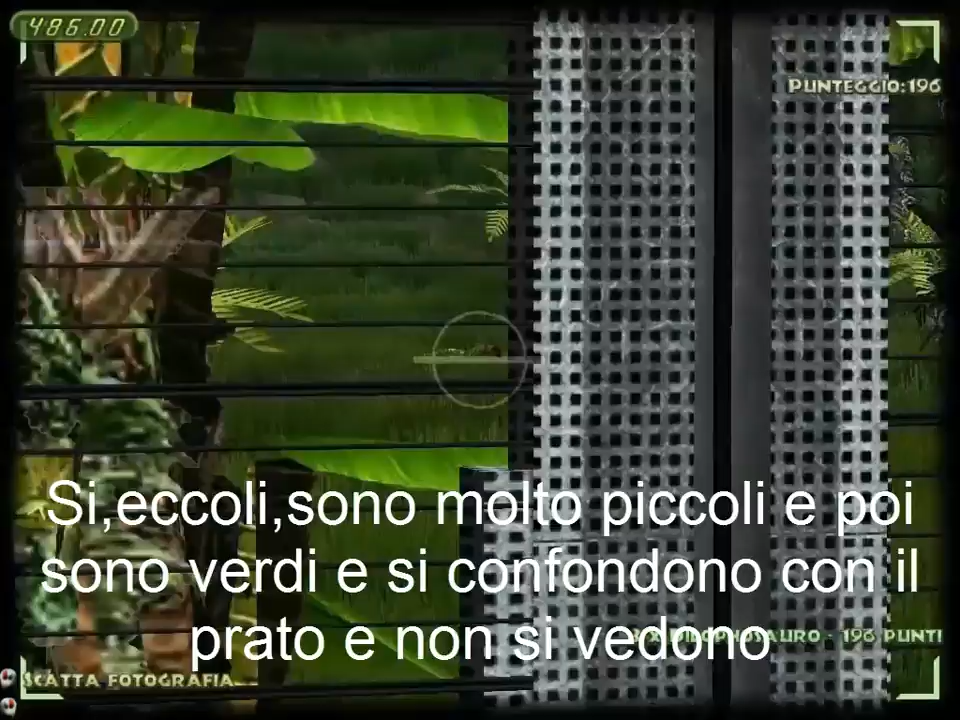 486.00
PUNTEGGIO:196
Si,eccoli,sono molto piccoli e poi
sono verdi e si confondono con il
prato e non si vedono
DILOPHOSAURO - 196 PUNTI
SCATTA FOTOGRAFIA